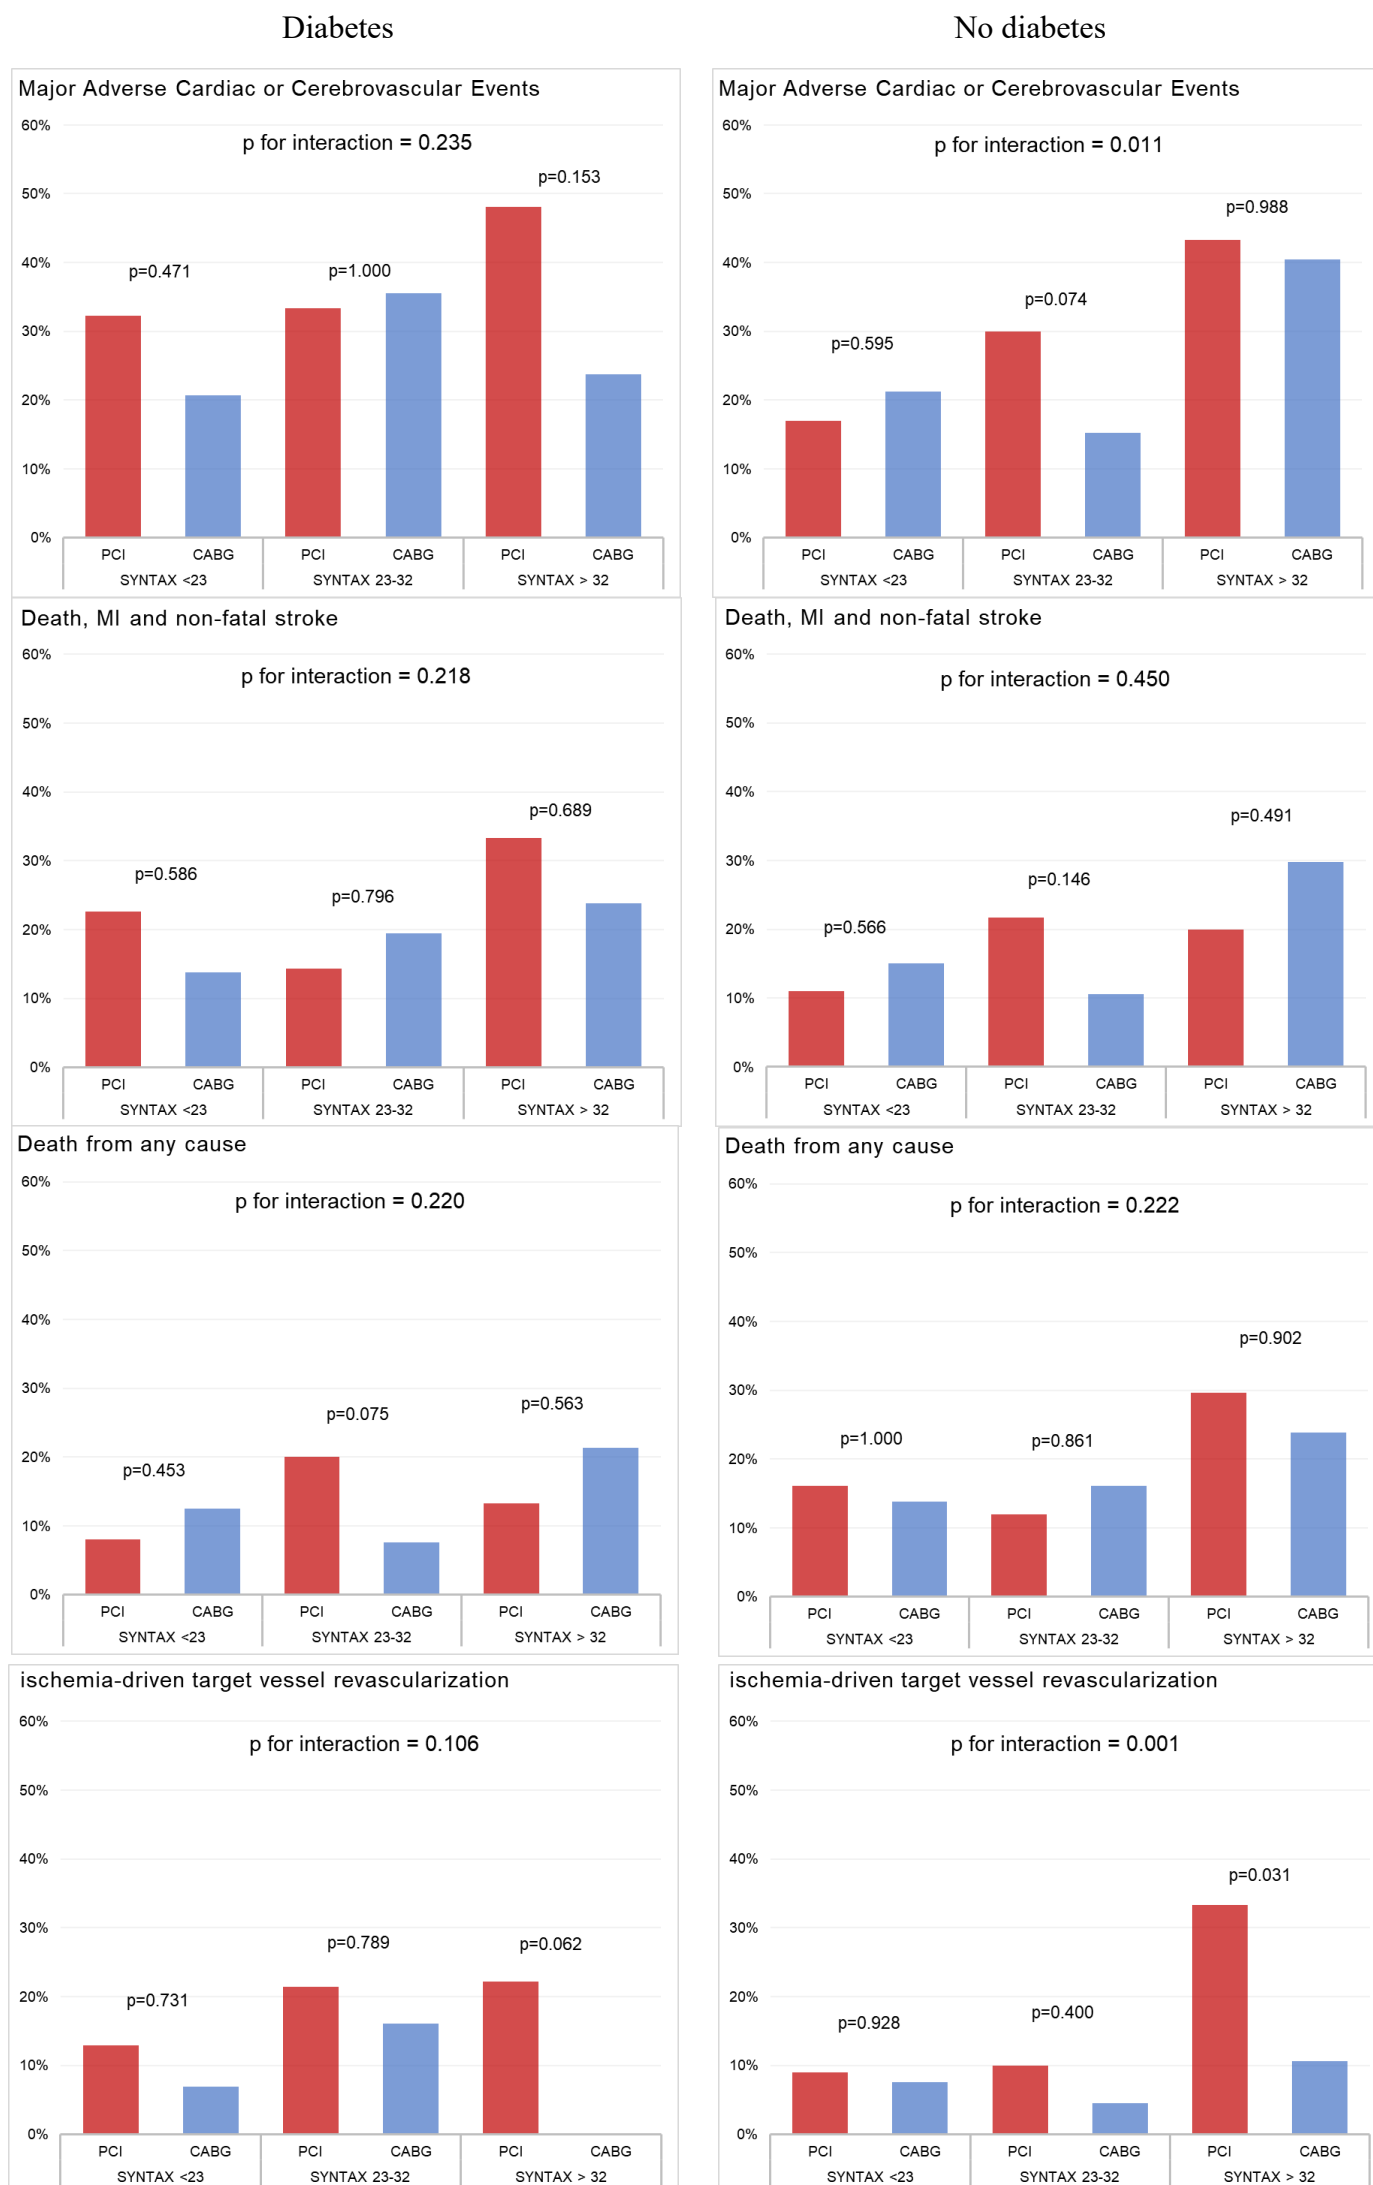 Diabetes
No diabetes
Major Adverse Cardiac or Cerebrovascular Events
p for interaction = 0.235
60%
50%
40%
30%
20%
10%
0%
p=0.471
p=1.000
p=0.153
PCI CABG PCI CABG PCI CABG
SYNTAX <23 SYNTAX 23-32 SYNTAX > 32
Major Adverse Cardiac or Cerebrovascular Events
p for interaction = 0.011
60%
50%
40%
30%
20%
10%
0%
p=0.595
p=0.074
p=0.988
PCI CABG PCI CABG PCI CABG
SYNTAX <23 SYNTAX 23-32 SYNTAX > 32
Death, MI and non-fatal stroke
p for interaction = 0.218
60%
50%
40%
30%
20%
10%
0%
p=0.586
p=0.796
p=0.689
PCI CABG PCI CABG PCI CABG
SYNTAX <23 SYNTAX 23-32 SYNTAX > 32
Death, MI and non-fatal stroke
p for interaction = 0.450
60%
50%
40%
30%
20%
10%
0%
p=0.566
p=0.146
p=0.491
PCI CABG PCI CABG PCI CABG
SYNTAX <23 SYNTAX 23-32 SYNTAX > 32
Death from any cause
p for interaction = 0.220
60%
50%
40%
30%
20%
10%
0%
p=0.453
p=0.075
p=0.563
PCI CABG PCI CABG PCI CABG
SYNTAX <23 SYNTAX 23-32 SYNTAX > 32
Death from any cause
p for interaction = 0.222
60%
50%
40%
30%
20%
10%
0%
p=1.000
p=0.861
p=0.902
PCI CABG PCI CABG PCI CABG
SYNTAX <23 SYNTAX 23-32 SYNTAX > 32
ischemia-driven target vessel revascularization
p for interaction = 0.106
60%
50%
40%
30%
20%
10%
0%
p=0.731
p=0.789
p=0.062
PCI CABG PCI CABG PCI CABG
SYNTAX <23 SYNTAX 23-32 SYNTAX > 32
ischemia-driven target vessel revascularization
p for interaction = 0.001
60%
50%
40%
30%
20%
10%
0%
p=0.928
p=0.400
p=0.031
PCI CABG PCI CABG PCI CABG
SYNTAX <23 SYNTAX 23-32 SYNTAX > 32